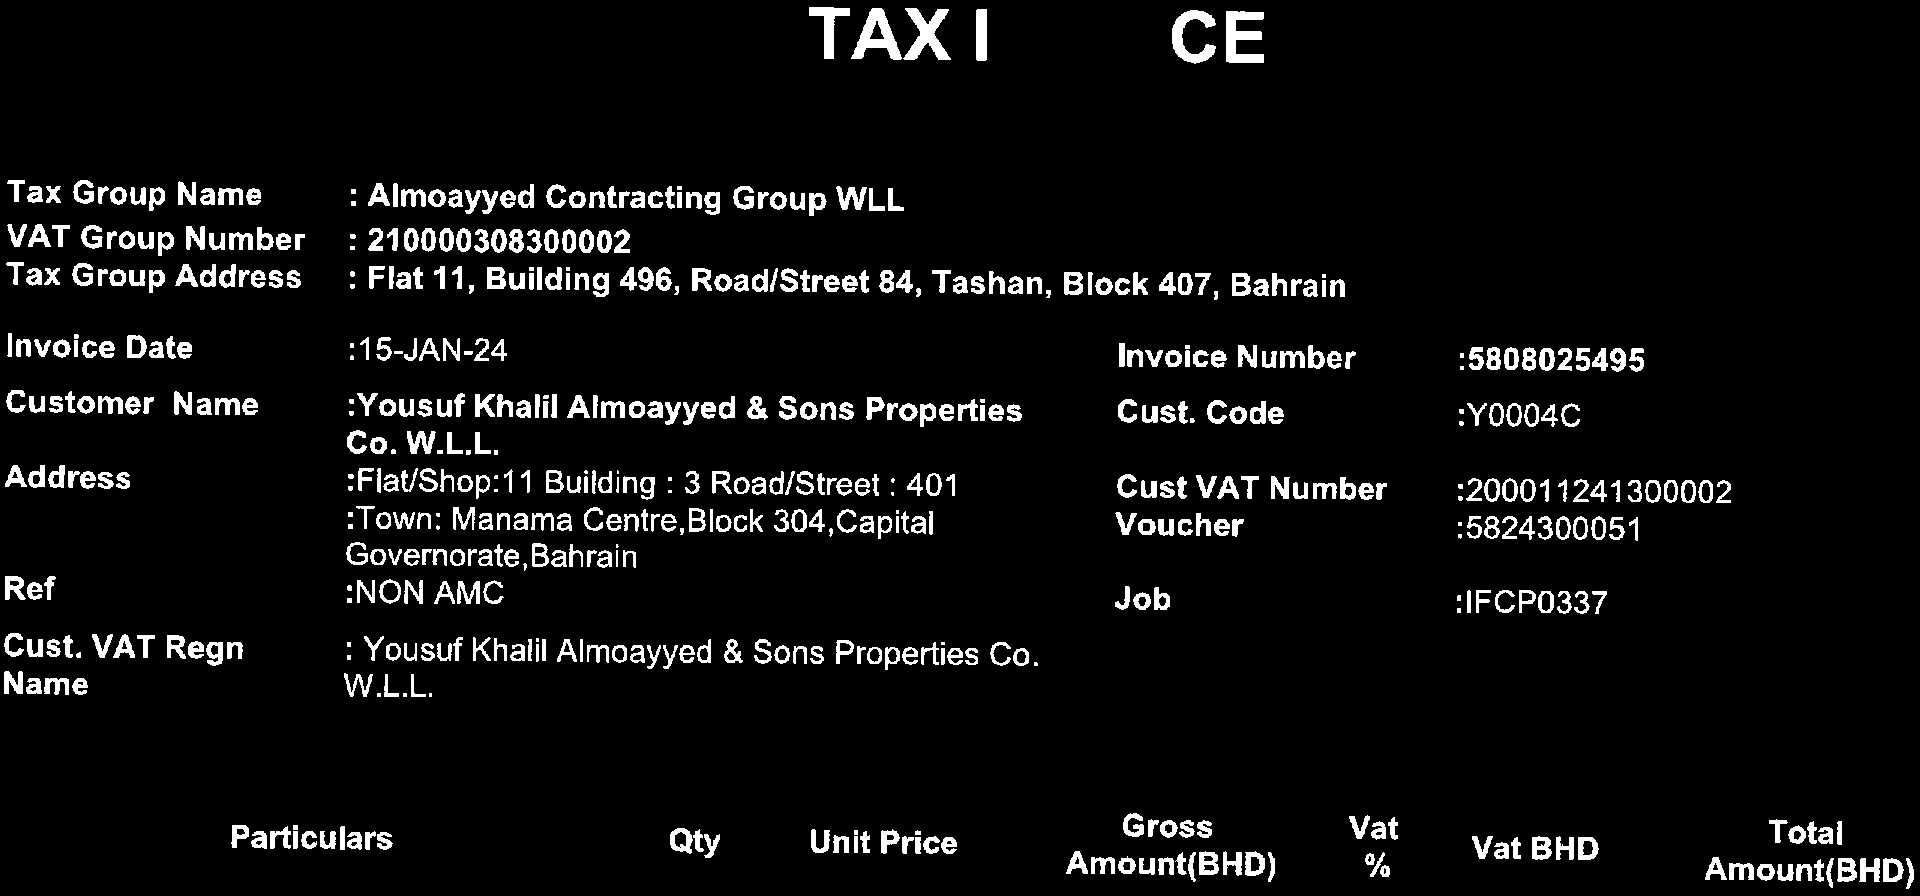 TAX I CE
Tax Group Name : Almoayyed Contracting Group WLL
VAT Group Number : 210000308300002
Tax Group Address : Flat 11, Building 496, Road/Street 84, Tashan, Block 407, Bahrain
Invoice Date :15-JAN-24 Invoice Number :5808025495
Customer Name :Yousuf Khalil Almoayyed & Sons Properties Cust. Code :Y0004C
Co. W.L.L.
Address :Flat/Shop:11 Building : 3 Road/Street : 401 Cust VAT Number :200011241300002
:Town: Manama Centre,Block 304,Capital Voucher :5824300051
Governorate,Bahrain
Ref :NON AMC Job :IFCP0337
Cust. VAT Regn : Yousuf Khalil Almoayyed & Sons Properties Co.
Name W.L.L.
Particulars Qty Unit Price Gross Vat Vat BHD Total
Amount(BHD) % Amount(BHD)